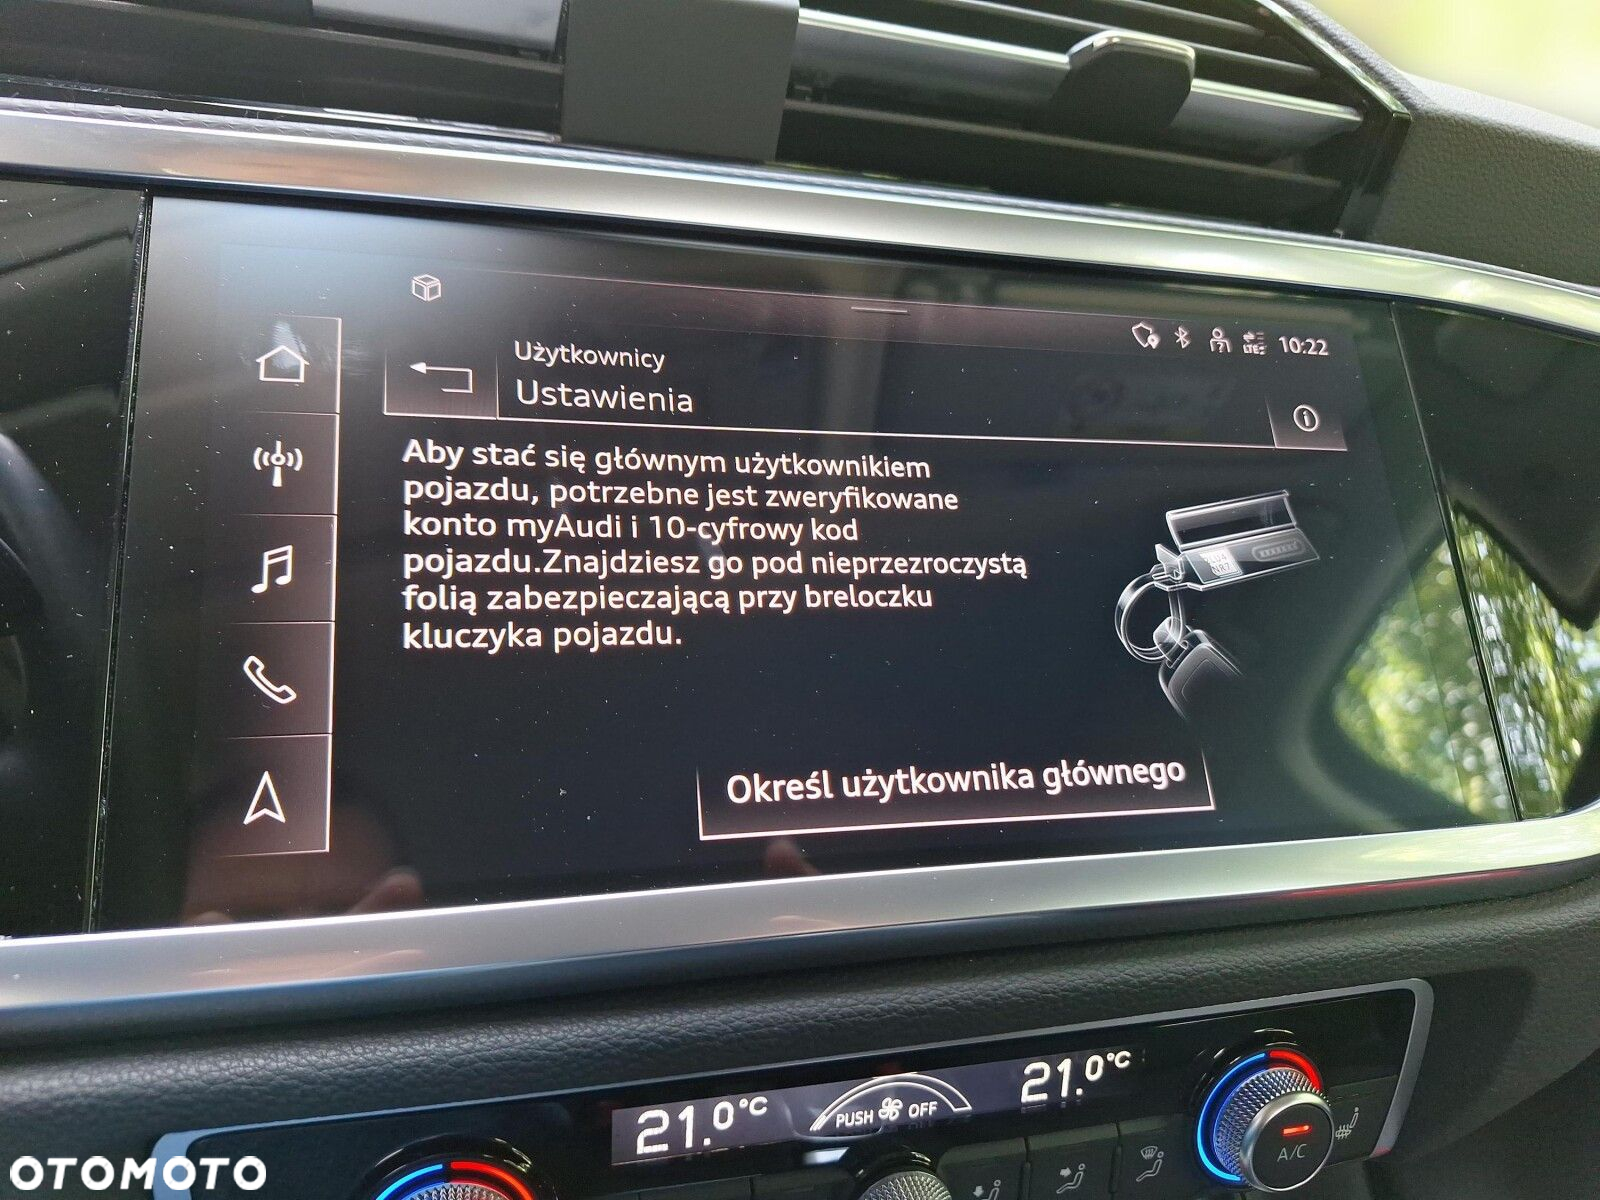 LTE
10:22
Użytkownicy
Ustawienia
Aby stać się głównym użytkownikiem
pojazdu, potrzebne jest zweryfikowane
konto myAudi i 10-cyfrowy kod
pojazdu.Znajdziesz go pod nieprzezroczystą
folią zabezpieczającą przy breloczku
kluczyka pojazdu.
Określ użytkownika głównego
21.0°C
PUSH OFF
21.0°C
A/C
OTOMOTO